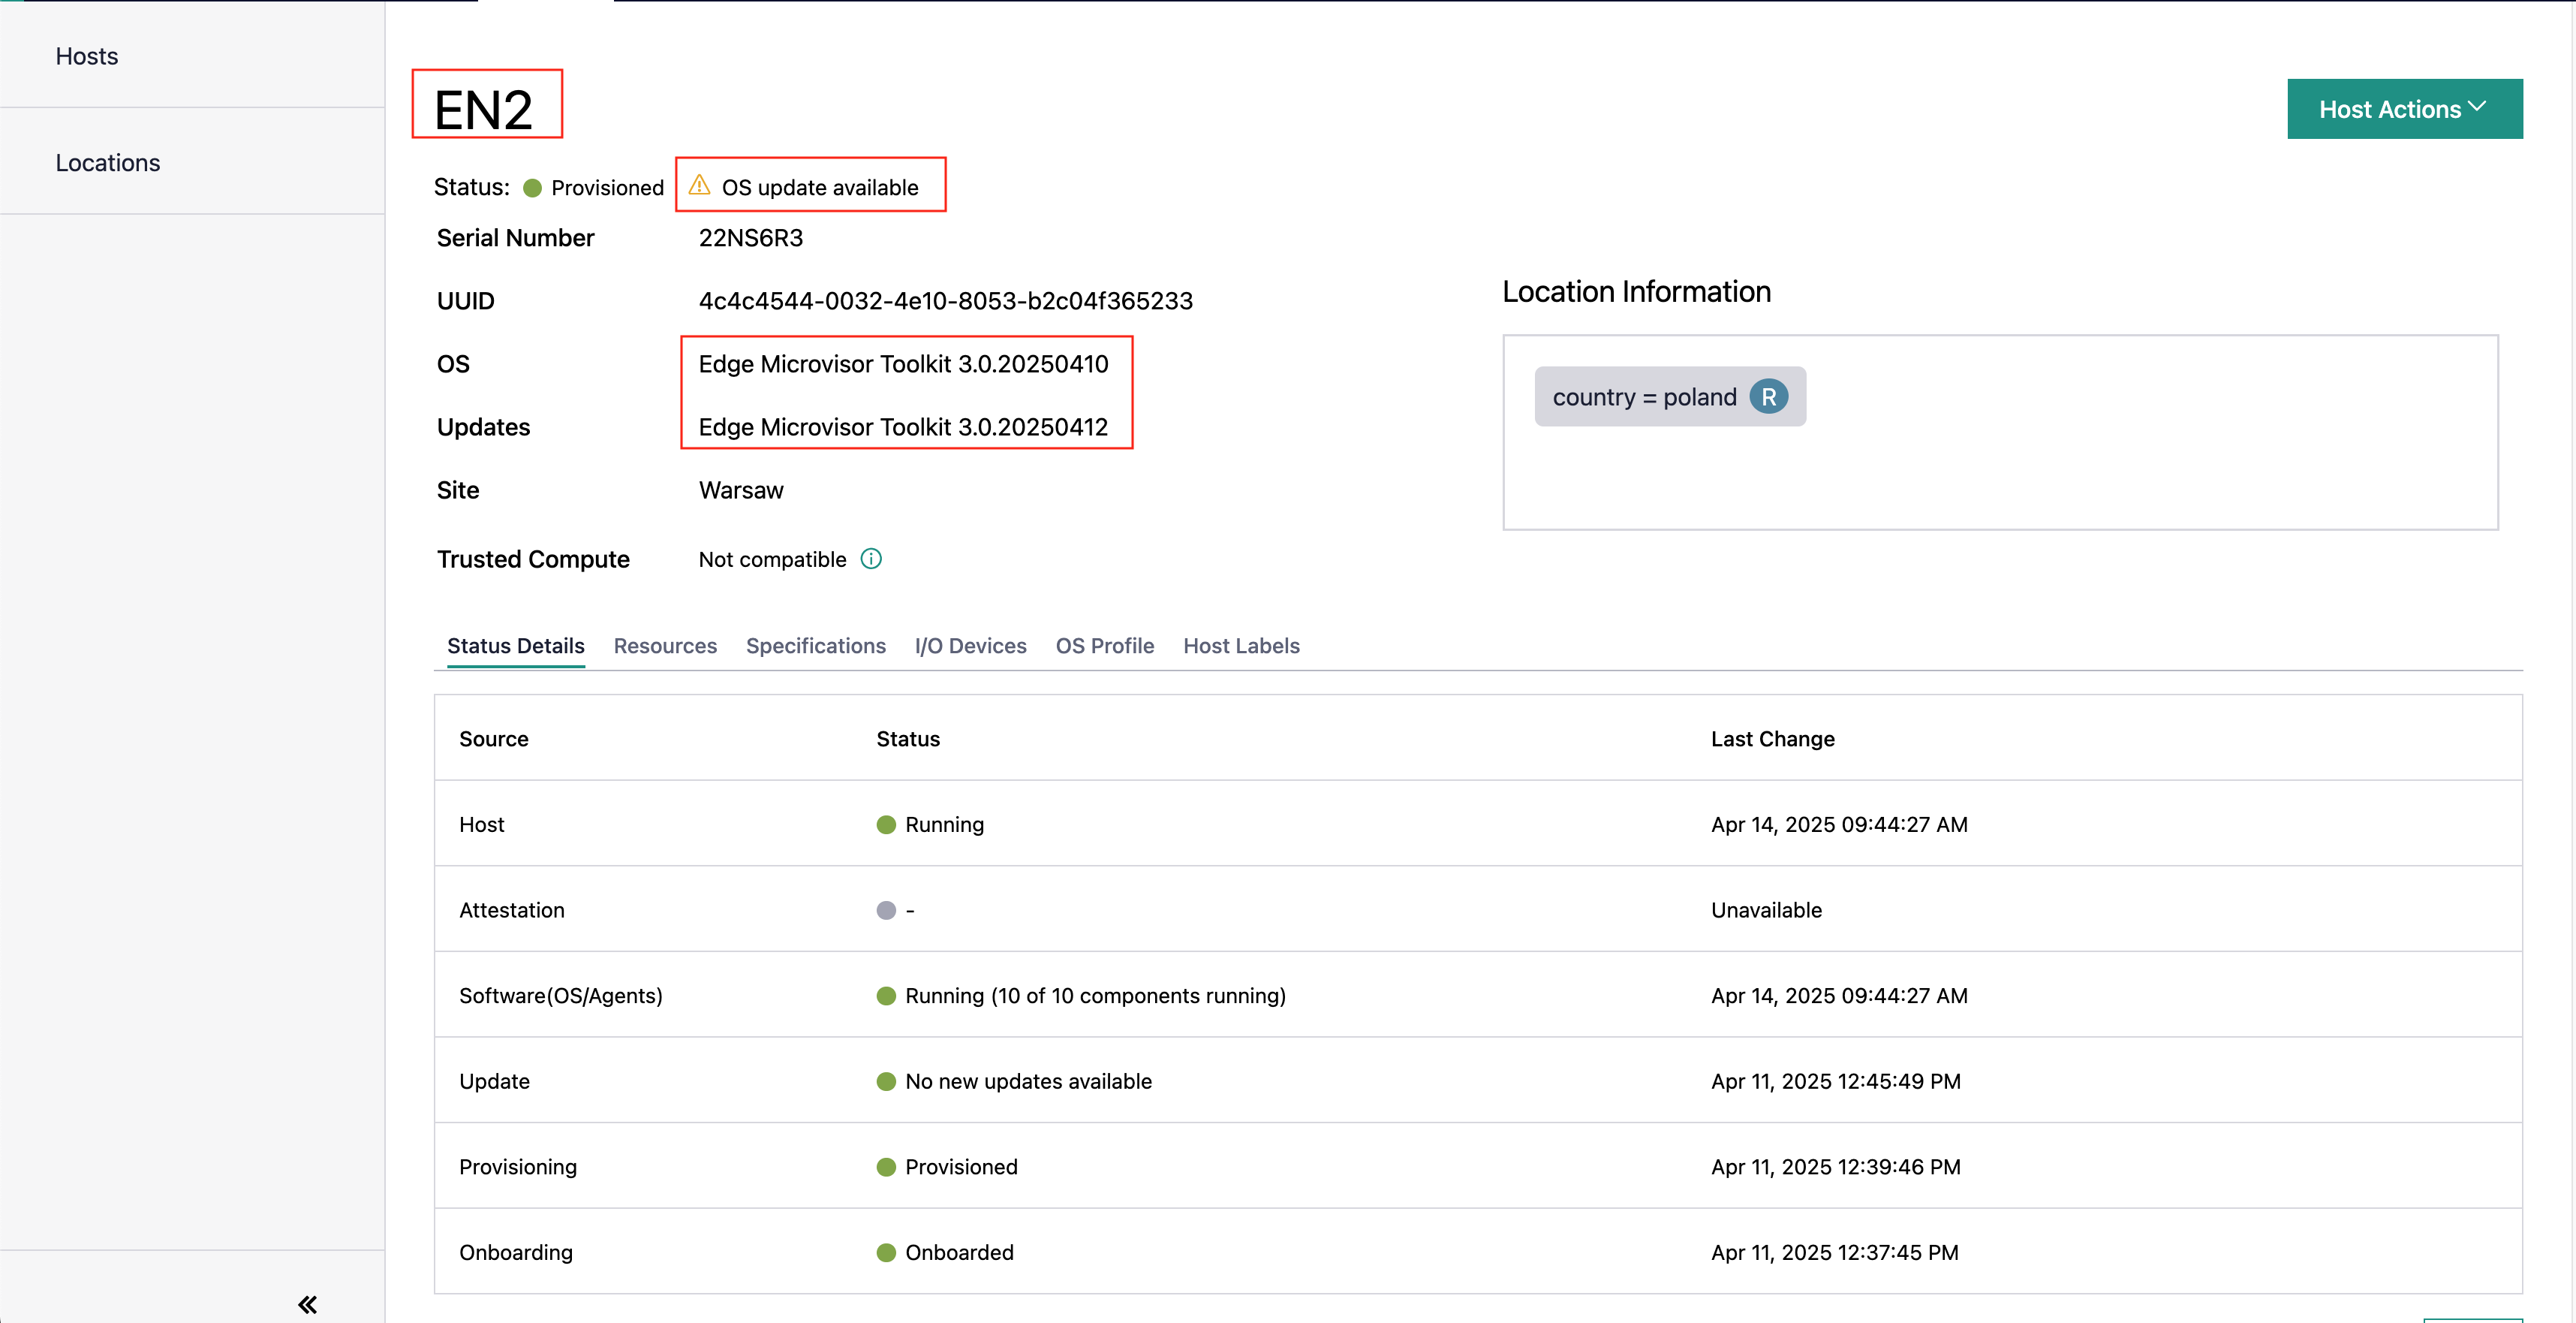 Hosts
Locations
EN2
Host Actions
Status: Provisioned OS update available
Serial Number 22NS6R3
UUID 4c4c4544-0032-4e10-8053-b2c04f365233
OS Edge Microvisor Toolkit 3.0.20250410
Updates Edge Microvisor Toolkit 3.0.20250412
Site Warsaw
Trusted Compute Not compatible
Location Information
country = poland R
Status Details Resources Specifications I/O Devices OS Profile Host Labels
Source Status Last Change
Host Running Apr 14, 2025 09:44:27 AM
Attestation - Unavailable
Software(OS/Agents) Running (10 of 10 components running) Apr 14, 2025 09:44:27 AM
Update No new updates available Apr 11, 2025 12:45:49 PM
Provisioning Provisioned Apr 11, 2025 12:39:46 PM
Onboarding Onboarded Apr 11, 2025 12:37:45 PM